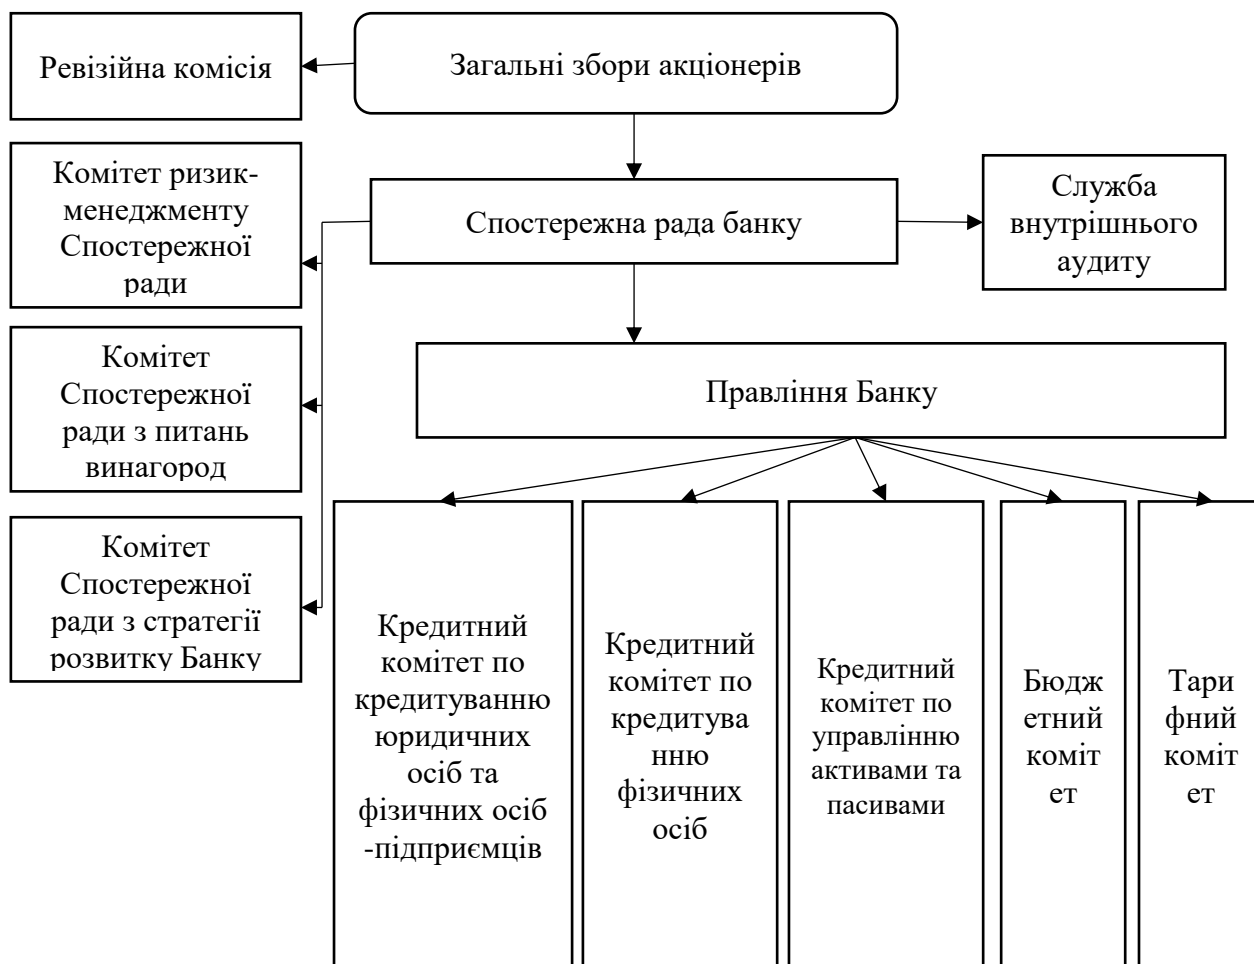 Ревізійна комісія
Загальні збори акціонерів
Комітет ризик-
менеджменту
Спостережної
ради
Спостережна рада банку
Служба
внутрішнього
аудиту
Комітет
Спостережної
ради з питань
винагород
Правління Банку
Комітет
Спостережної
ради з стратегії
розвитку Банку
Кредитний
комітет по
кредитуванню
юридичних
осіб та
фізичних осіб
-підприємців
Кредитний
комітет по
кредитува
нню
фізичних
осіб
Кредитний
комітет по
управлінню
активами та
пасивами
Бюдж
етний
коміт
ет
Тари
фний
коміт
ет